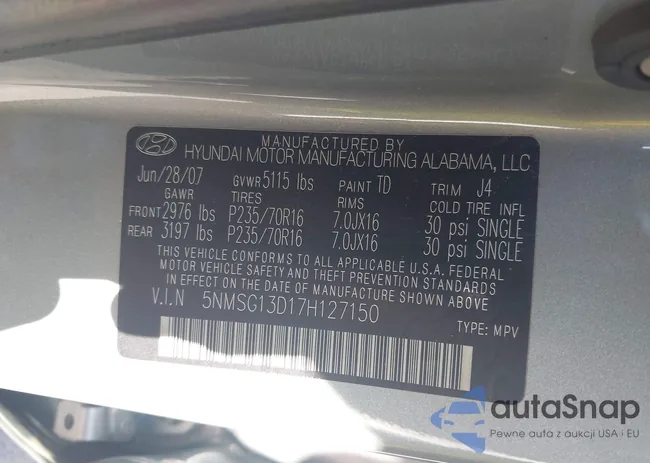 MANUFACTURED BY
HYUNDAI MOTOR MANUFACTURING ALABAMA, LLC
Jun/28/07 GVWR 5115 lbs PAINT TD TRIM J4
GAWR TIRES RIMS COLD TIRE INFL
FRONT 2976 lbs P235/70R16 7.0JX16 30 psi SINGLE
REAR 3197 lbs P235/70R16 7.0JX16 30 psi SINGLE
THIS VEHICLE CONFORMS TO ALL APPLICABLE U.S.A. FEDERAL
MOTOR VEHICLE SAFETY AND THEFT PREVENTION STANDARDS
IN EFFECT ON THE DATE OF MANUFACTURE SHOWN ABOVE
V.I.N 5NMSG13D17H127150
TYPE: MPV
autaSnap
Pewne auta z aukcji USA i EU